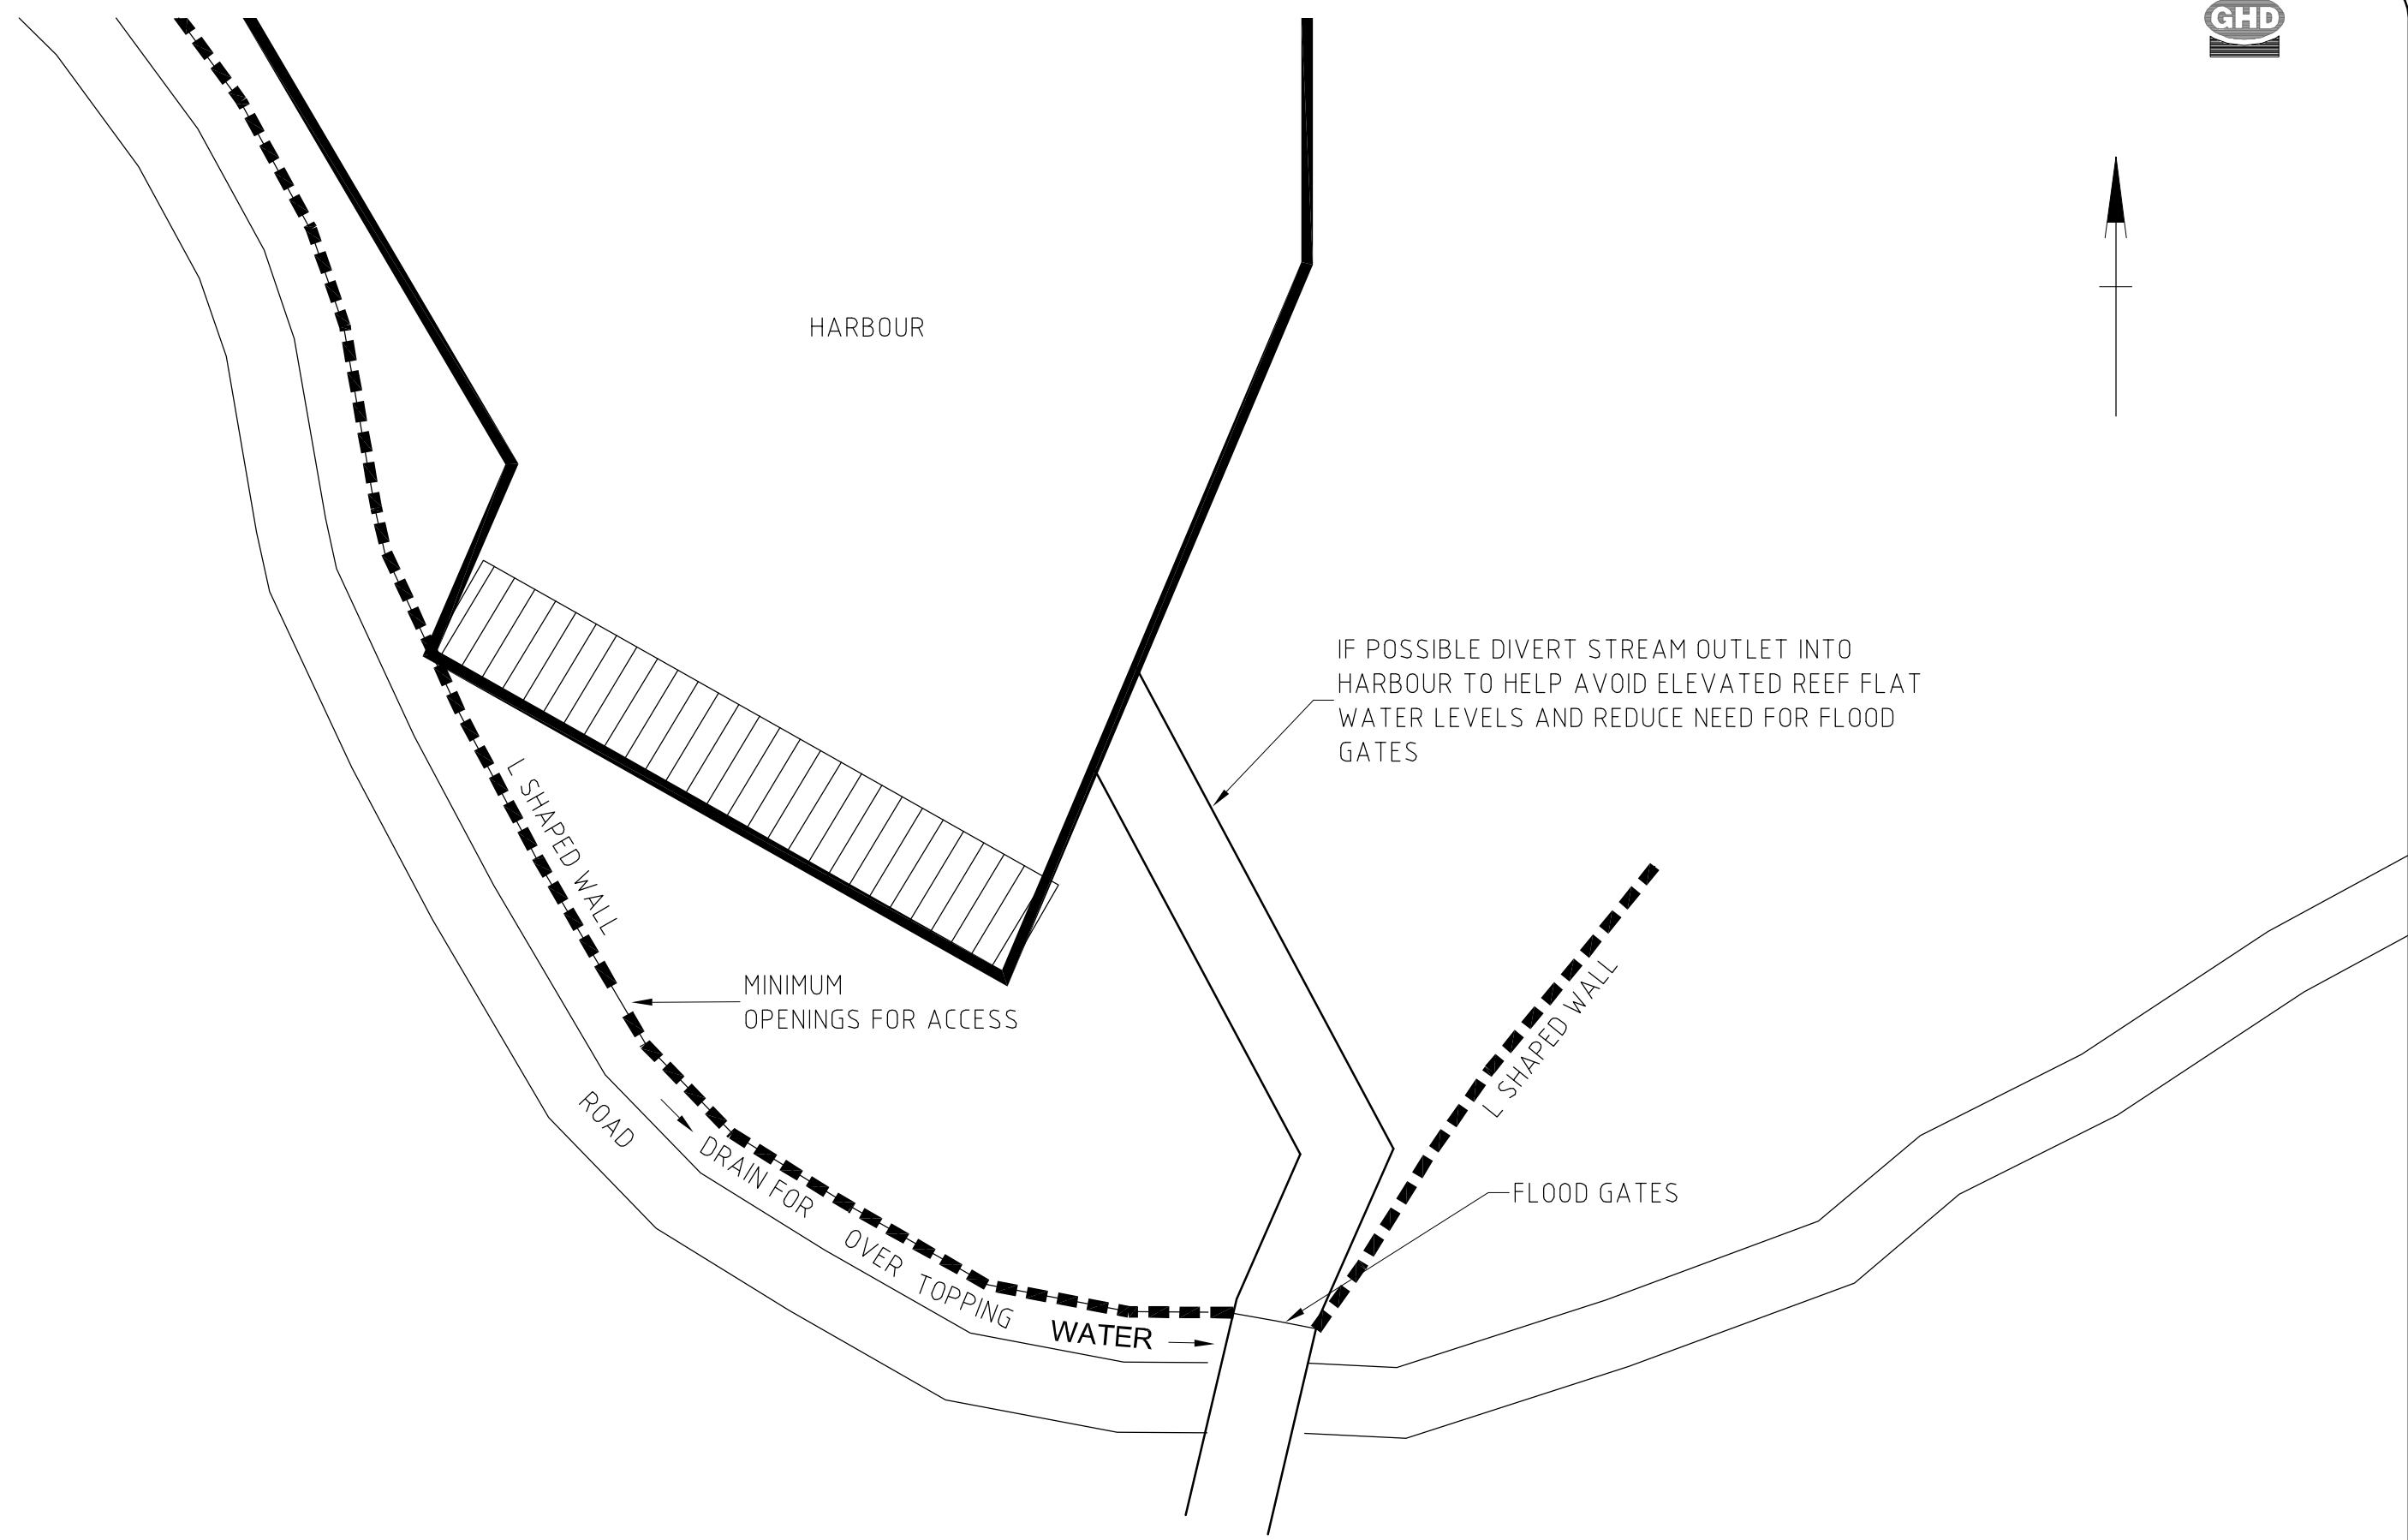 GHD
HARBOUR
IF POSSIBLE DIVERT STREAM OUTLET INTO
HARBOUR TO HELP AVOID ELEVATED REEF FLAT
WATER LEVELS AND REDUCE NEED FOR FLOOD
GATES
L SHAPED WALL
MINIMUM
OPENINGS FOR ACCESS
L SHAPED WALL
ROAD
DRAIN FOR OVER TOPPING WATER
FLOOD GATES